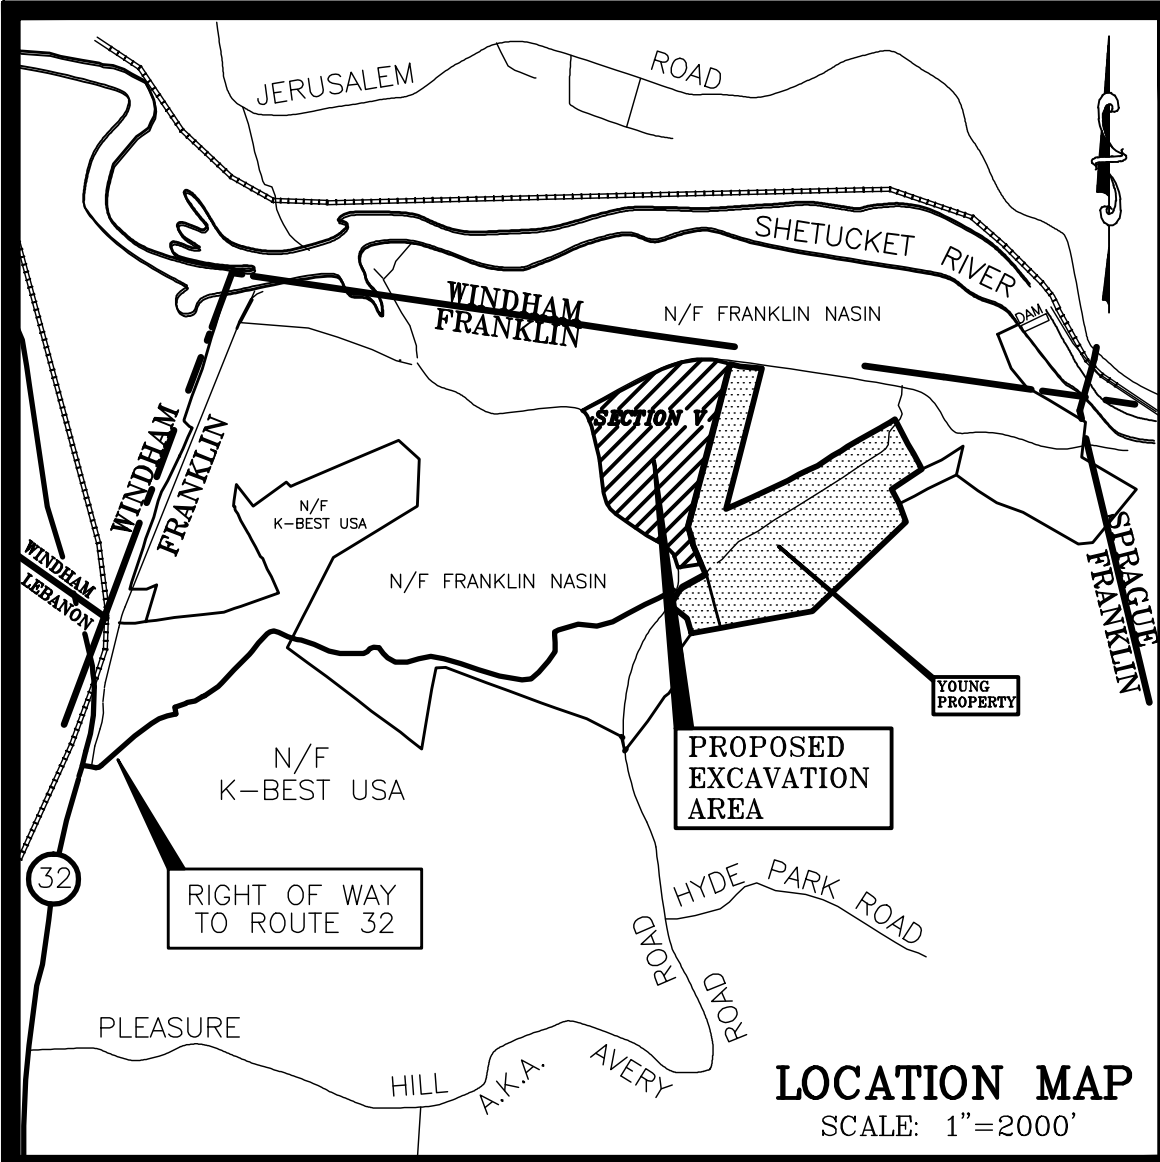 JERUSALEM ROAD
SHETUCKET RIVER
WINDHAM
FRANKLIN
N/F FRANKLIN NASIN
DAM
SECTION V
WINDHAM
FRANKLIN
N/F
K-BEST USA
WINDHAM
LEBANON
N/F FRANKLIN NASIN
SPRAGUE
FRANKLIN
YOUNG
PROPERTY
PROPOSED
EXCAVATION
AREA
N/F
K-BEST USA
32
RIGHT OF WAY
TO ROUTE 32
HYDE PARK ROAD
ROAD
ROAD
PLEASURE HILL
A.K.A. AVERY
LOCATION MAP
SCALE: 1"=2000'